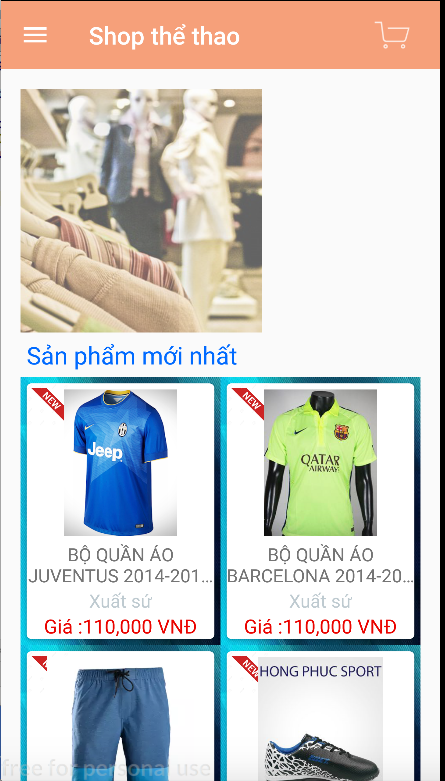 Shop thể thao
Sản phẩm mới nhất
NEW
NEW
Jeep
QATAR
AIRWAYS
BỘ QUẦN ÁO
JUVENTUS 2014-201...
BỘ QUẦN ÁO
BARCELONA 2014-20...
Xuất sứ
Xuất sứ
Giá :110,000 VNĐ
Giá :110,000 VNĐ
NEW
HONG PHUC SPORT
free for personal use